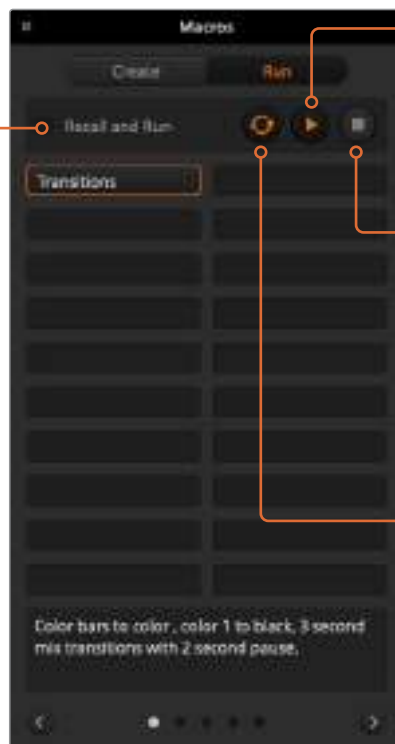 Macros
Create
Run
Recall and Run
Transitions
Color bars to color, color 1 to black, 3 second
mix transitions with 2 second pause.